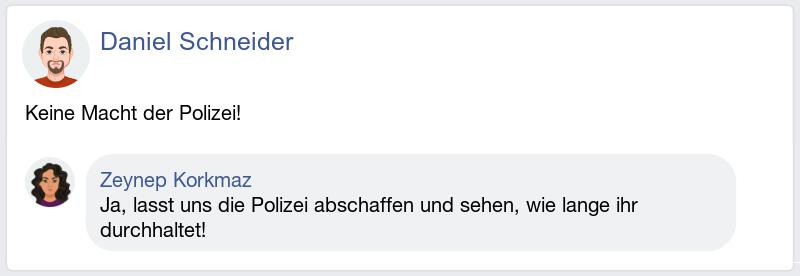 Daniel Schneider
Keine Macht der Polizei!
Zeynep Korkmaz
Ja, lasst uns die Polizei abschaffen und sehen, wie lange ihr
durchhaltet!